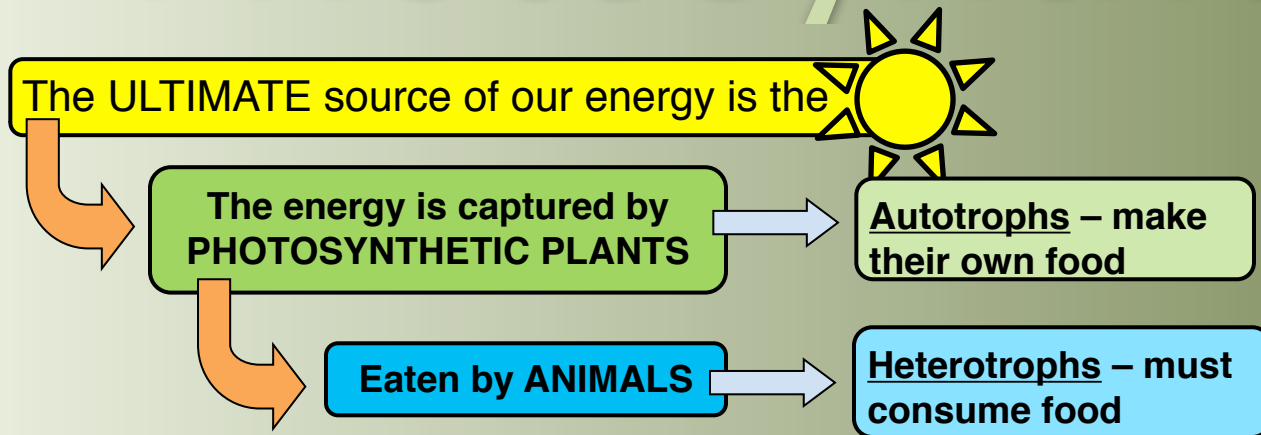 The ULTIMATE source of our energy is the
The energy is captured by
PHOTOSYNTHETIC PLANTS
Autotrophs – make
their own food
Eaten by ANIMALS
Heterotrophs – must
consume food